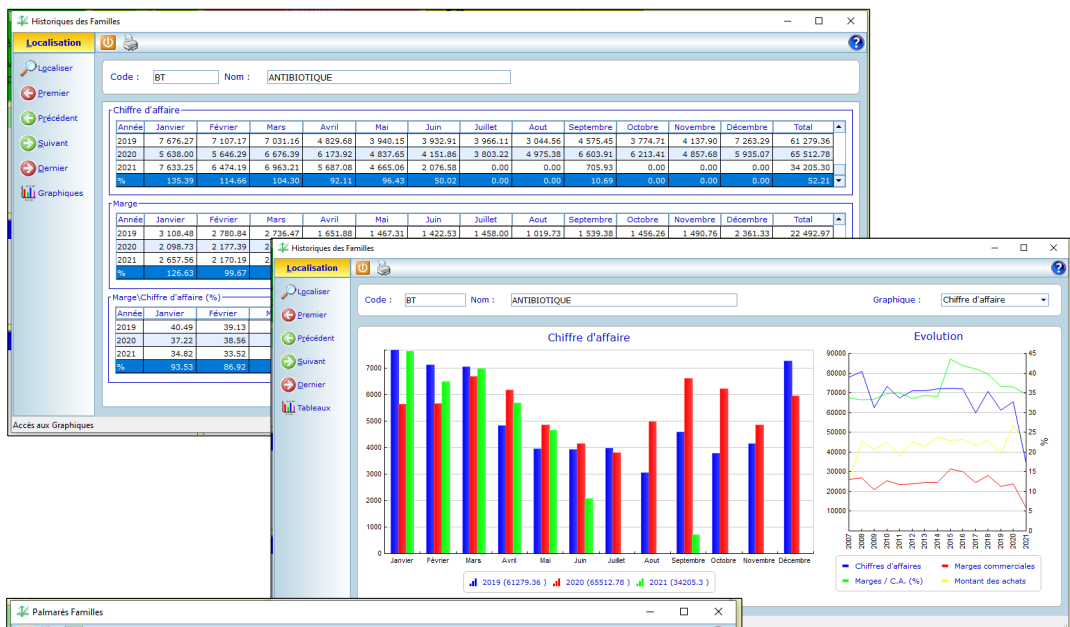 Historiques des Familles
Localisation
Localiser
Premier
Précédent
Suivant
Dernier
Graphiques
Code : BT Nom : ANTIBIOTIQUE
Chiffre d'affaire
Année Janvier Février Mars Avril Mai Juin Juillet Aout Septembre Octobre Novembre Décembre Total
2019 7 676.27 7 107.17 7 031.16 4 829.68 3 940.15 3 932.91 3 966.11 3 044.56 4 575.45 3 774.71 4 137.90 7 263.29 61 279.36
2020 5 638.00 5 646.29 6 676.39 6 173.92 4 837.65 4 151.86 3 803.22 4 975.38 6 603.91 6 213.41 4 857.68 5 935.07 65 512.78
2021 7 633.25 6 474.19 6 963.21 5 687.08 4 665.06 2 076.58 0.00 0.00 705.93 0.00 0.00 0.00 34 205.30
% 135.39 114.66 104.30 92.11 96.43 50.02 0.00 0.00 10.69 0.00 0.00 0.00 52.21
Marge
Année Janvier Février Mars Avril Mai Juin Juillet Aout Septembre Octobre Novembre Décembre Total
2019 3 108.48 2 780.84 2 736.47 1 651.88 1 467.31 1 422.53 1 458.00 1 019.73 1 539.38 1 456.26 1 490.76 2 361.33 22 492.97
2020 2 098.73 2 177.39 2
2021 2 657.56 2 170.19 2
% 126.63 99.67
Marge\Chiffre d'affaire (%)
Année Janvier Février M
2019 40.49 39.13
2020 37.22 38.56
2021 34.82 33.52
% 93.53 86.92
Accès aux Graphiques
Historiques des Familles
Localisation
Localiser
Premier
Précédent
Suivant
Dernier
Tableaux
Code : BT Nom : ANTIBIOTIQUE Graphique : Chiffre d'affaire
Chiffre d'affaire
7000
6000
5000
4000
3000
2000
1000
0
Janvier Février Mars Avril Mai Juin Juillet Aout Septembre Octobre Novembre Décembre
2019 (61279.36 ) 2020 (65512.78 ) 2021 (34205.3 )
Evolution
90000 45
80000 40
70000 35
60000 30
50000 25
40000 20
30000 15
20000 10
10000 5
0
%
2007 2008 2009 2010 2011 2012 2013 2014 2015 2016 2017 2018 2019 2020 2021
Chiffres d'affaires Marges commerciales
Marges / C.A. (%) Montant des achats
Palmarès Familles